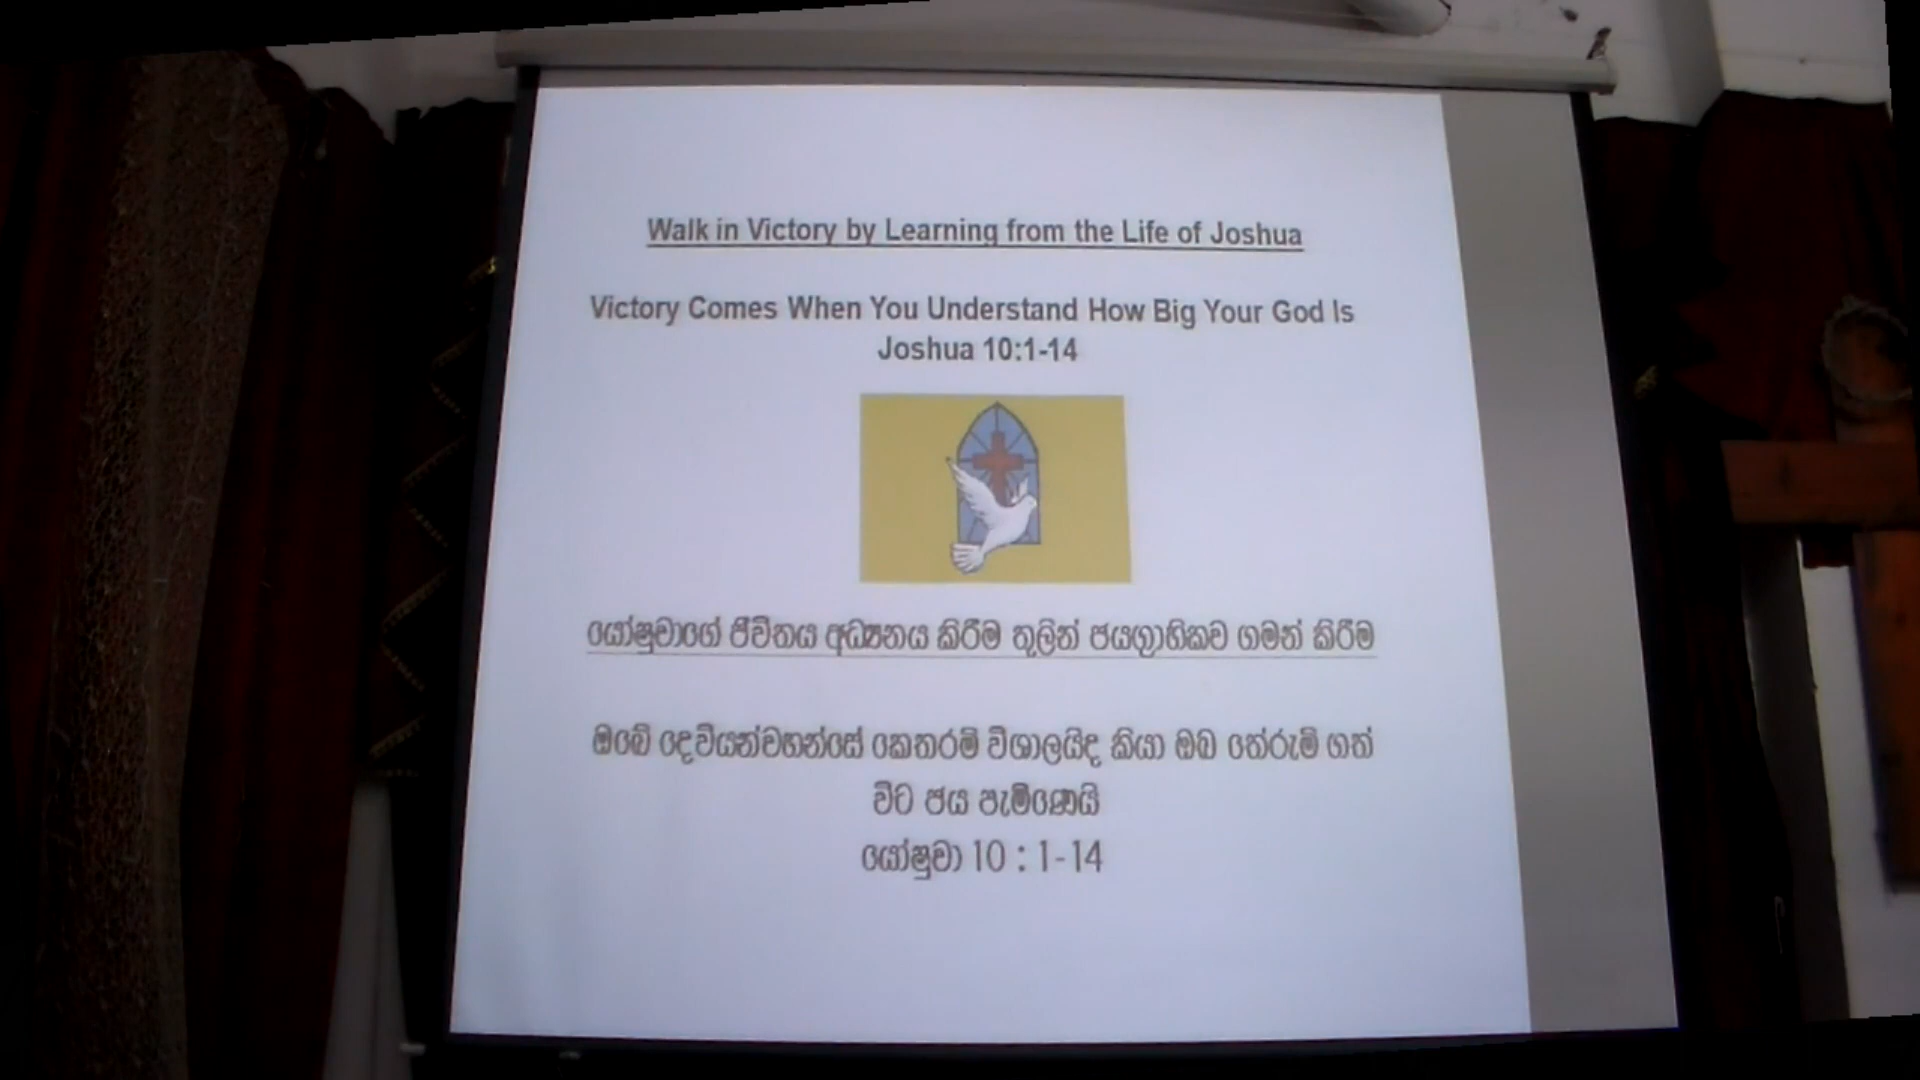 Walk in Victory by Learning from the Life of Joshua
Victory Comes When You Understand How Big Your God Is
Joshua 10:1-14
යෝෂුවාගේ ජීවිතය අධ්‍යනය කිරීම තුලින් ජයග්‍රාහිකව ගමන් කිරීම
ඔබේ දෙවියන්වහන්සේ කෙතරම් විශාලයිද කියා ඔබ තේරුම් ගත්
විට ජය පැමිණෙයි
යෝෂුවා 10 : 1-14